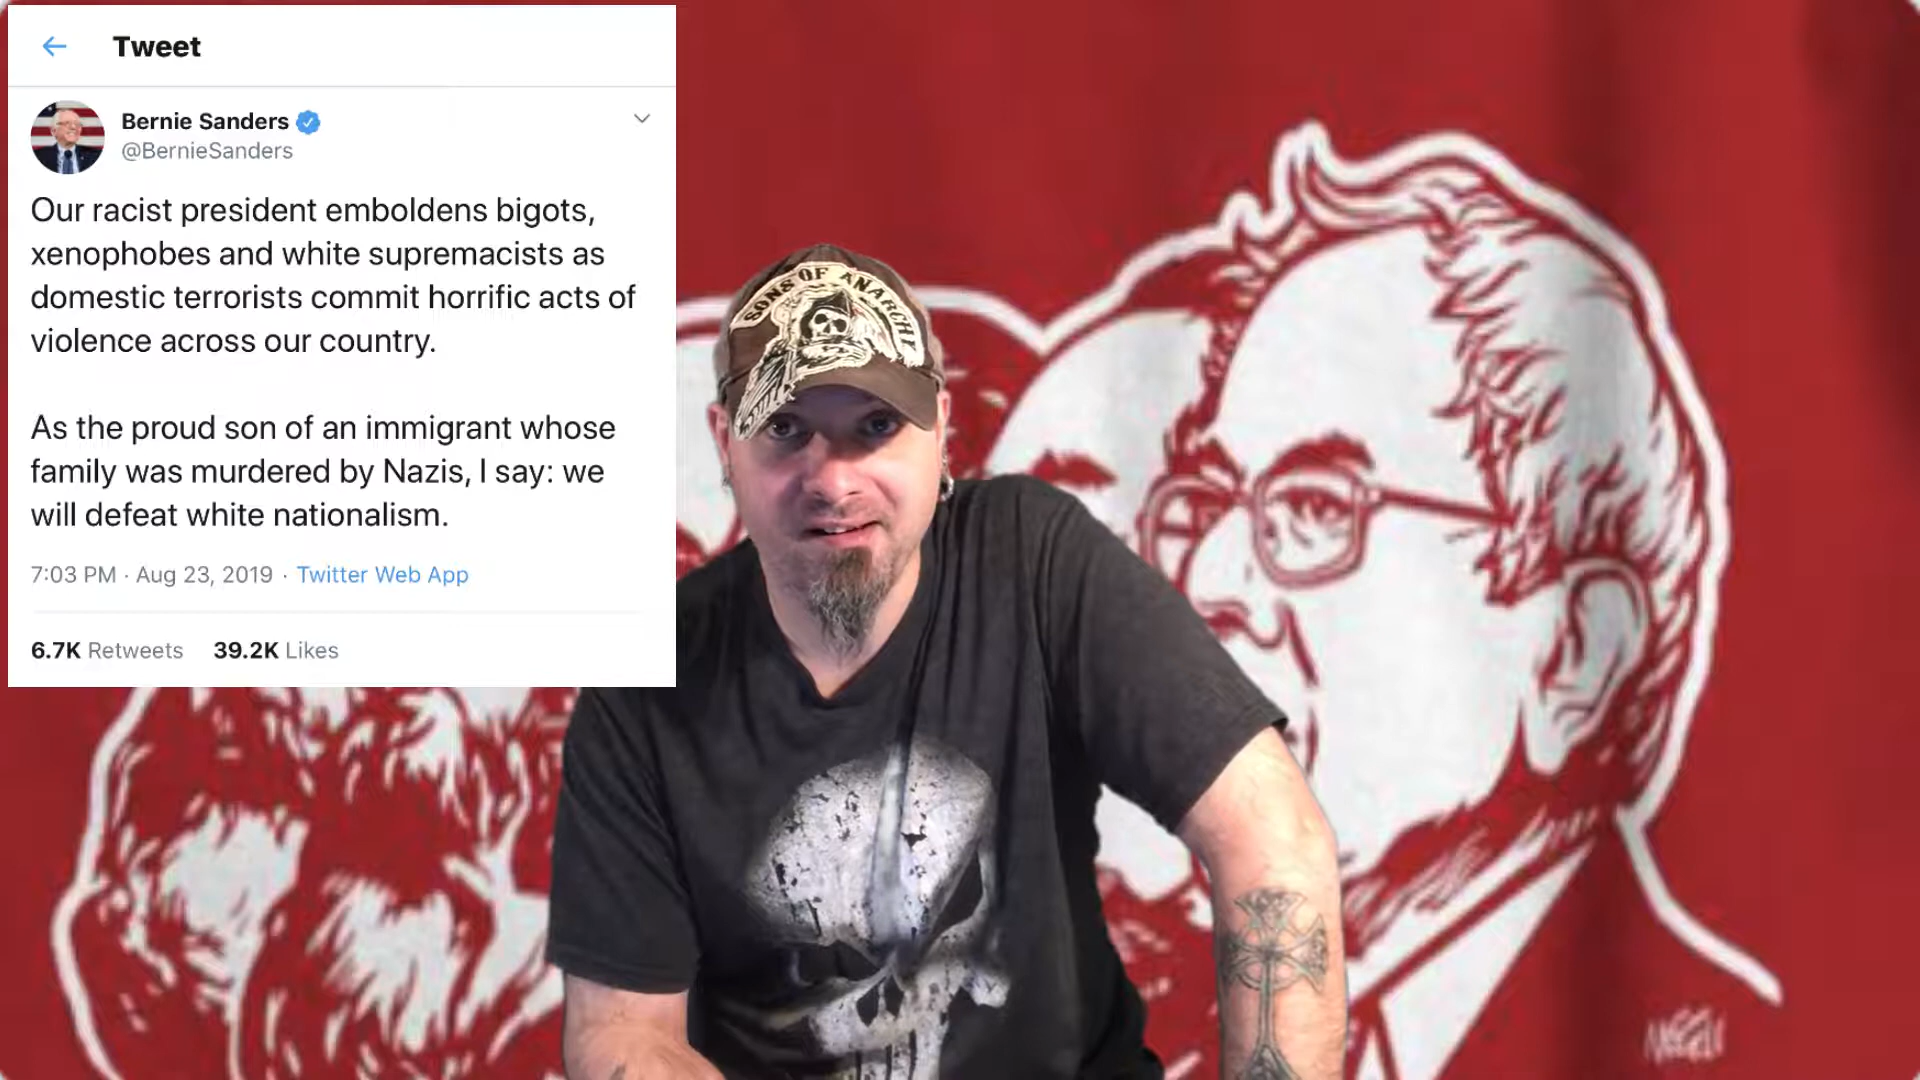 Tweet
Bernie Sanders
@BernieSanders
Our racist president emboldens bigots,
xenophobes and white supremacists as
domestic terrorists commit horrific acts of
violence across our country.
As the proud son of an immigrant whose
family was murdered by Nazis, I say: we
will defeat white nationalism.
7:03 PM · Aug 23, 2019 · Twitter Web App
6.7K Retweets 39.2K Likes
SONS OF ANARCHY